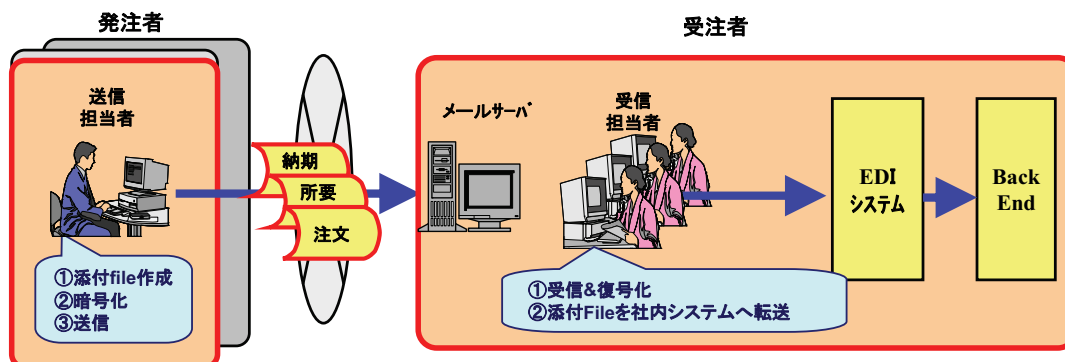 発注者
受注者
送信
担当者
納期
所要
注文
①添付file作成
②暗号化
③送信
メールサーバ
受信
担当者
①受信&復号化
②添付Fileを社内システムへ転送
EDI
システム
Back
End